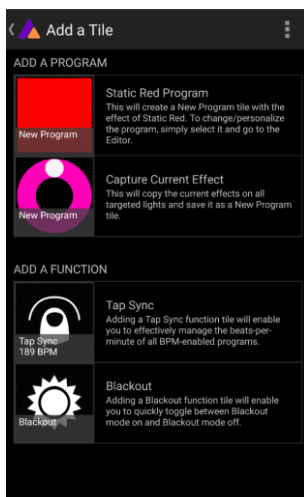 Add a Tile
ADD A PROGRAM
New Program
Static Red Program
This will create a New Program tile with the
effect of Static Red. To change/personalize
the program, simply select it and go to the
Editor.
New Program
Capture Current Effect
This will copy the current effects on all
targeted lights and save it as a New Program
tile.
ADD A FUNCTION
Tap Sync
189 BPM
Tap Sync
Adding a Tap Sync function tile will enable
you to effectively manage the beats-per-
minute of all BPM-enabled programs.
Blackout
Blackout
Adding a Blackout function tile will enable
you to quickly toggle between Blackout
mode on and Blackout mode off.